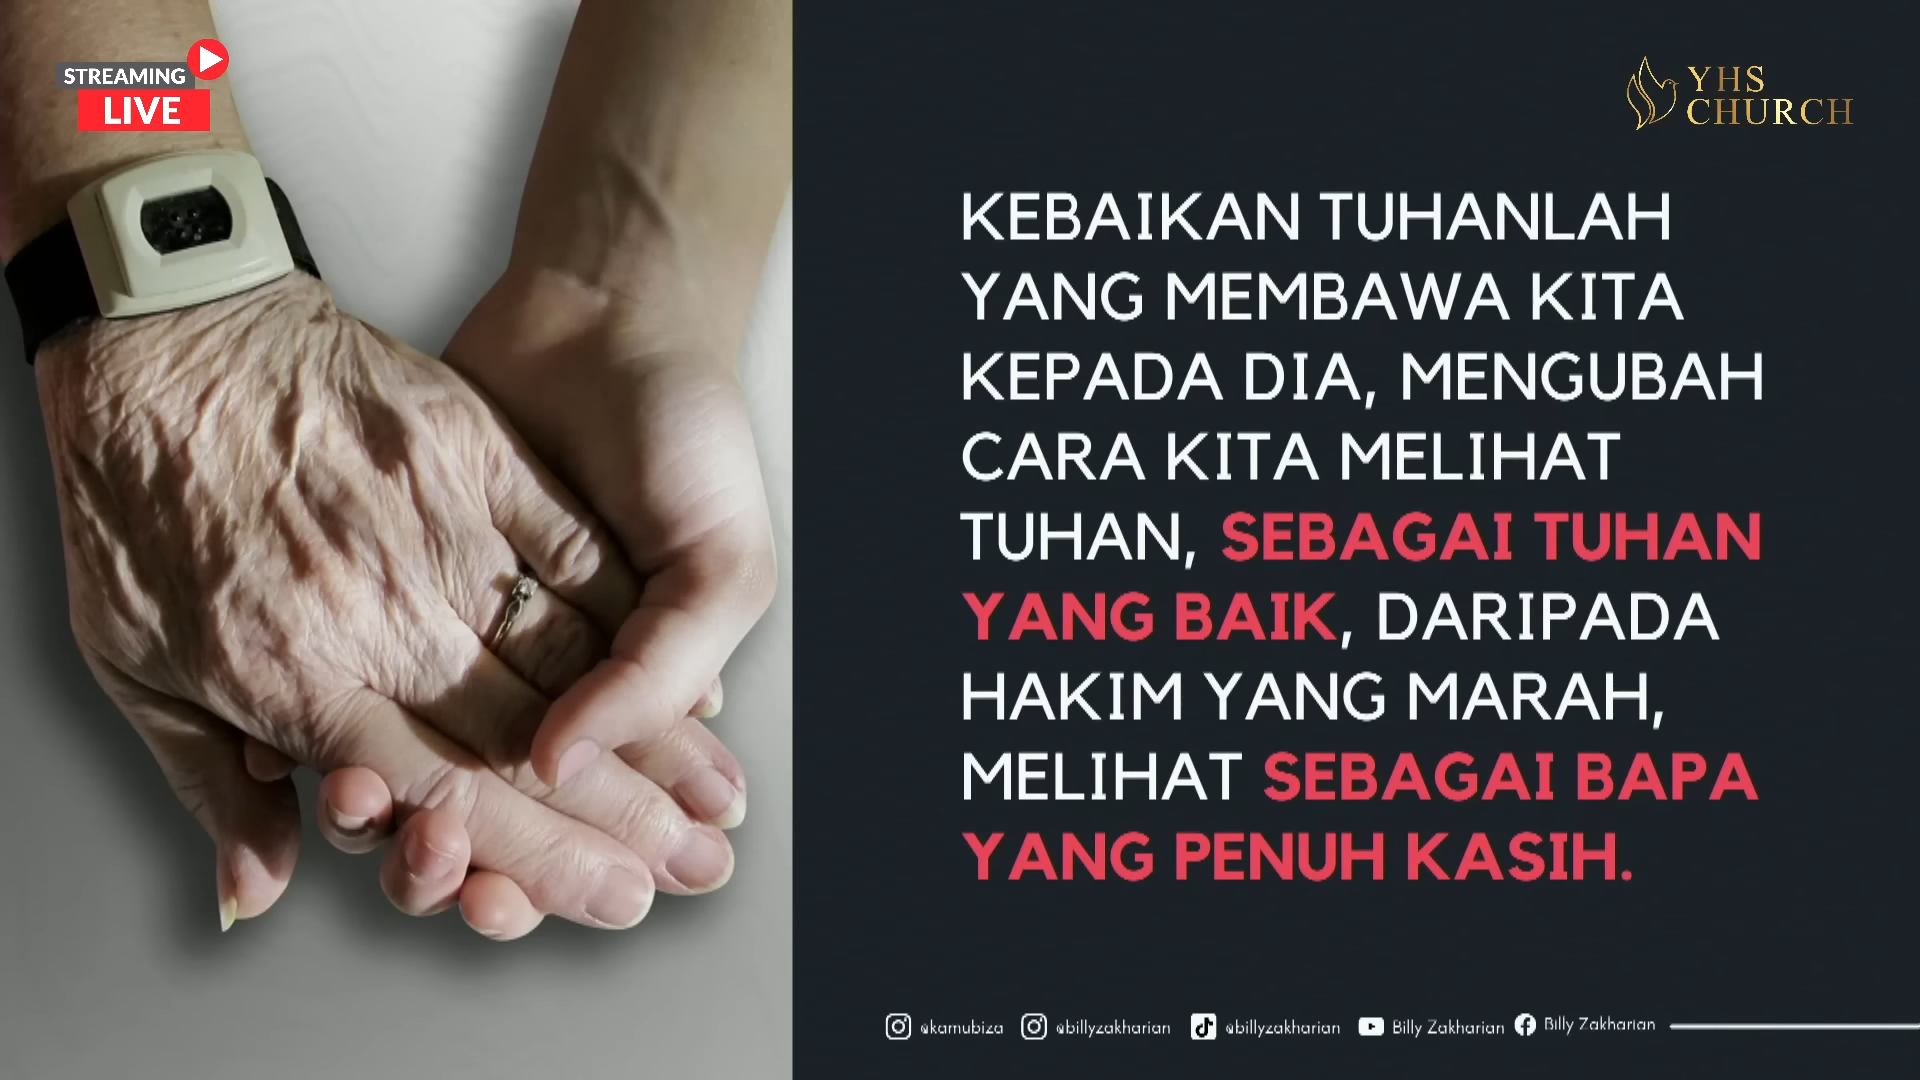 STREAMING
LIVE
YHS
CHURCH
KEBAIKAN TUHANLAH
YANG MEMBAWA KITA
KEPADA DIA, MENGUBAH
CARA KITA MELIHAT
TUHAN, SEBAGAI TUHAN
YANG BAIK, DARIPADA
HAKIM YANG MARAH,
MELIHAT SEBAGAI BAPA
YANG PENUH KASIH.
@kamubiza @billyzakharian @billyzakharian Billy Zakharian Billy Zakharian